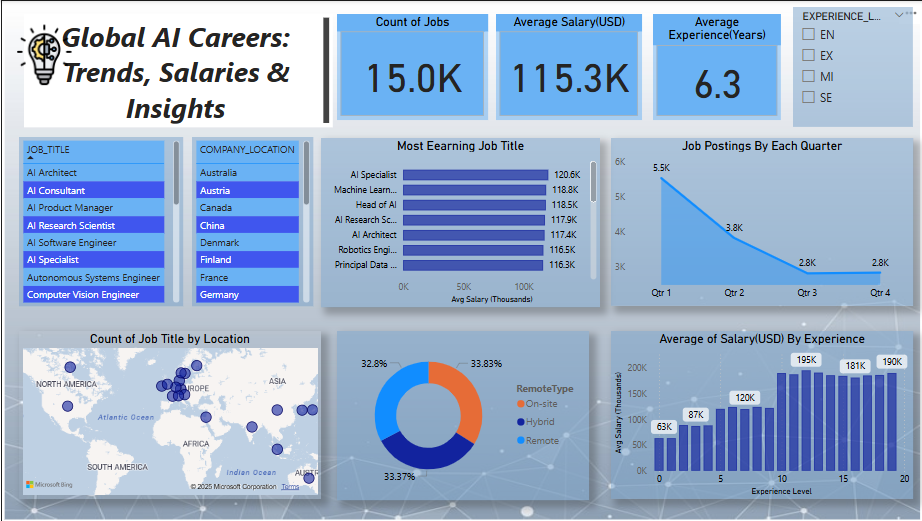 Global AI Careers:
Trends, Salaries &
Insights
Count of Jobs
15.0K
Average Salary(USD)
115.3K
Average
Experience(Years)
6.3
EXPERIENCE_L...
EN
EX
MI
SE
JOB_TITLE
AI Architect
AI Consultant
AI Product Manager
AI Research Scientist
AI Software Engineer
AI Specialist
Autonomous Systems Engineer
Computer Vision Engineer
COMPANY_LOCATION
Australia
Austria
Canada
China
Denmark
Finland
France
Germany
Most Eearning Job Title
AI Specialist 120.6K
Machine Learn... 118.8K
Head of AI 118.5K
AI Research Sc... 117.9K
AI Architect 117.4K
Robotics Engi... 116.5K
Principal Data ... 116.3K
0K 100K
Avg Salary (Thousands)
Job Postings By Each Quarter
6K
5K
4K
3K
5.5K
3.8K
2.8K
2.8K
Qtr 1 Qtr 2 Qtr 3 Qtr 4
Count of Job Title by Location
NORTH AMERICA
EUROPE
ASIA
Atlantic Ocean
AFRICA
SOUTH AMERICA
Indian Ocean
AUSTR
Microsoft Bing
© 2025 Microsoft Corporation Terms
32.8%
33.83%
33.37%
RemoteType
On-site
Hybrid
Remote
Average of Salary(USD) By Experience
Avg Salary (Thousands)
200K
150K
100K
50K
0K
63K
87K
120K
195K
181K
190K
0 5 10 15 20
Experience Level